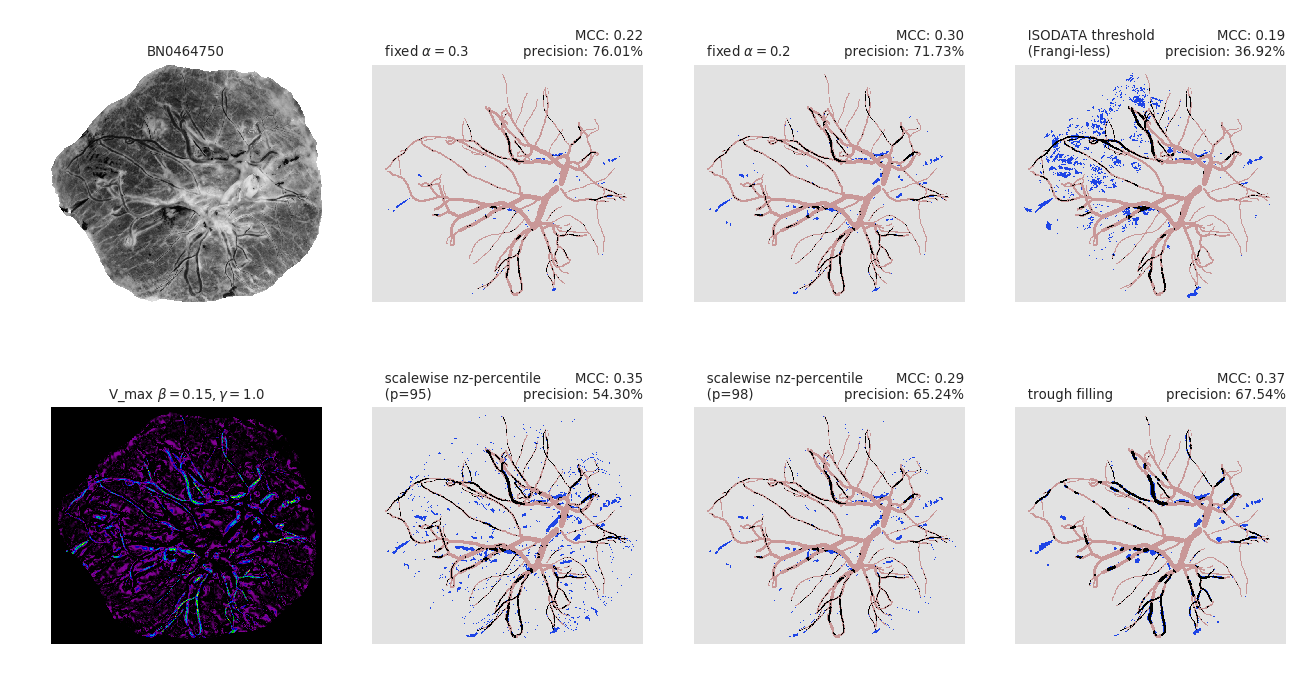 BN0464750
fixed α = 0.3
MCC: 0.22
precision: 76.01%
fixed α = 0.2
MCC: 0.30
precision: 71.73%
ISODATA threshold
(Frangi-less)
MCC: 0.19
precision: 36.92%
V_max β = 0.15, γ = 1.0
scalewise nz-percentile
(p=95)
MCC: 0.35
precision: 54.30%
scalewise nz-percentile
(p=98)
MCC: 0.29
precision: 65.24%
trough filling
MCC: 0.37
precision: 67.54%